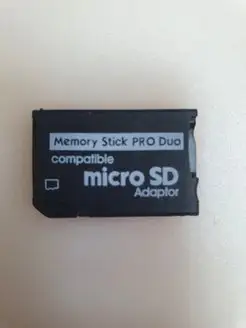 Memory Stick PRO Duo
compatible
micro SD
Adaptor